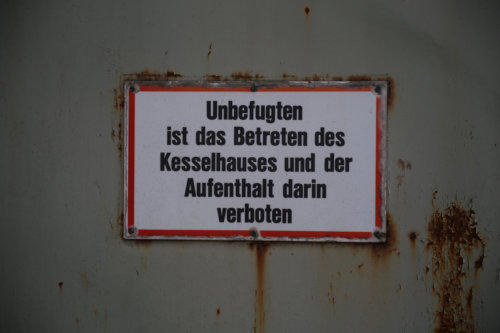 Unbefugten
ist das Betreten des
Kesselhauses und der
Aufenthalt darin
verboten